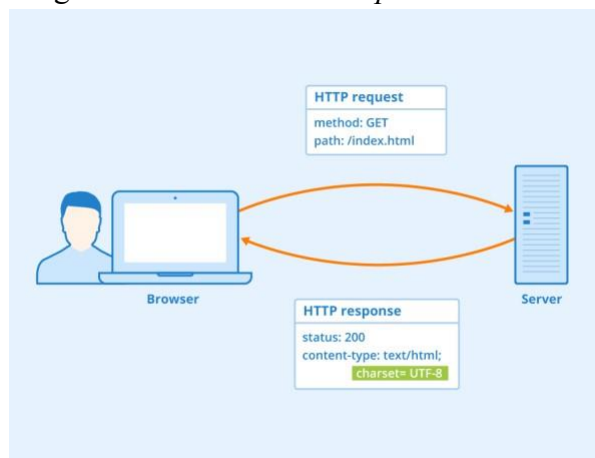 HTTP request
method: GET
path: /index.html
Browser
Server
HTTP response
status: 200
content-type: text/html;
charset= UTF-8